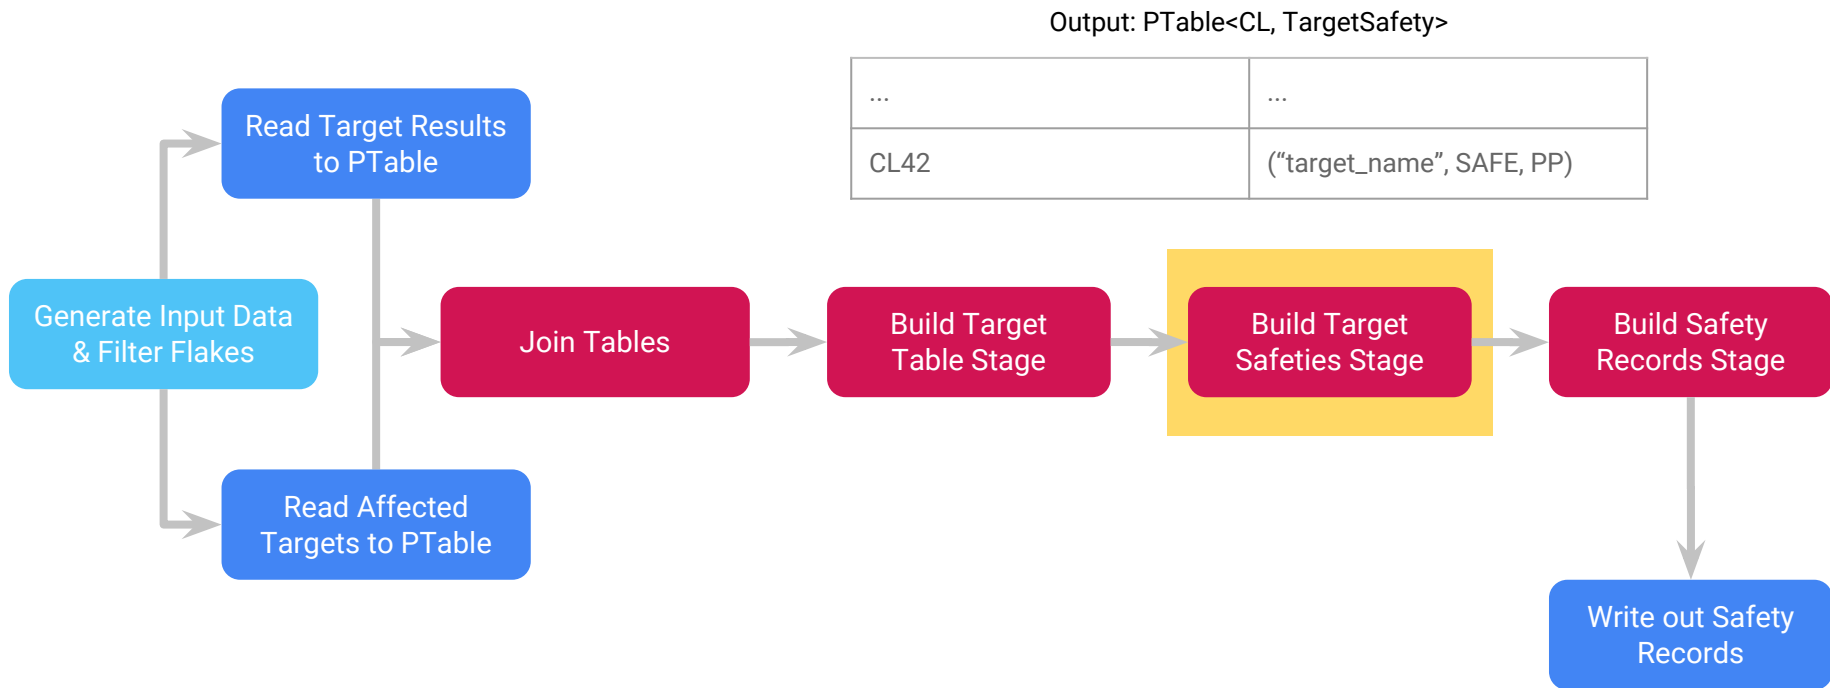 Output: PTable<CL, TargetSafety>
... ...
CL42 (“target_name”, SAFE, PP)
Read Target Results
to PTable
Generate Input Data
& Filter Flakes
Join Tables
Build Target
Table Stage
Build Target
Safeties Stage
Build Safety
Records Stage
Read Affected
Targets to PTable
Write out Safety
Records